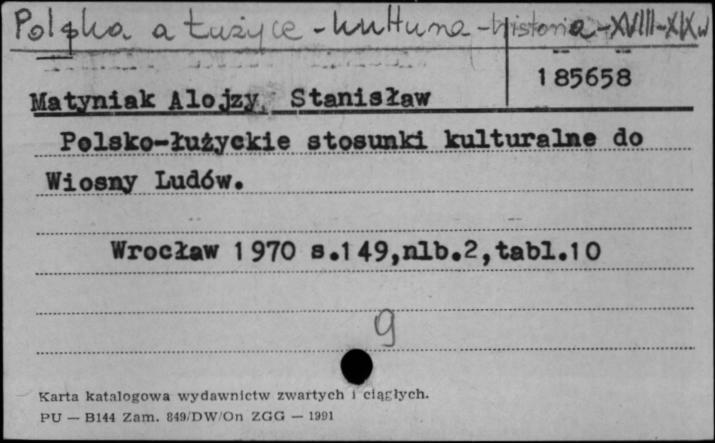 Polska a Łużyce - kultura - historia - XVIII-XIX w
185658
Matyniak Alojzy, Stanisław
Polsko-łużyckie stosunki kulturalne do
Wiosny Ludów.
Wrocław 1970 s.149,nlb.2,tabl.10
9
Karta katalogowa wydawnictw zwartych i ciągłych.
PU — B144 Zam. 849/DW/On ZGG — 1991